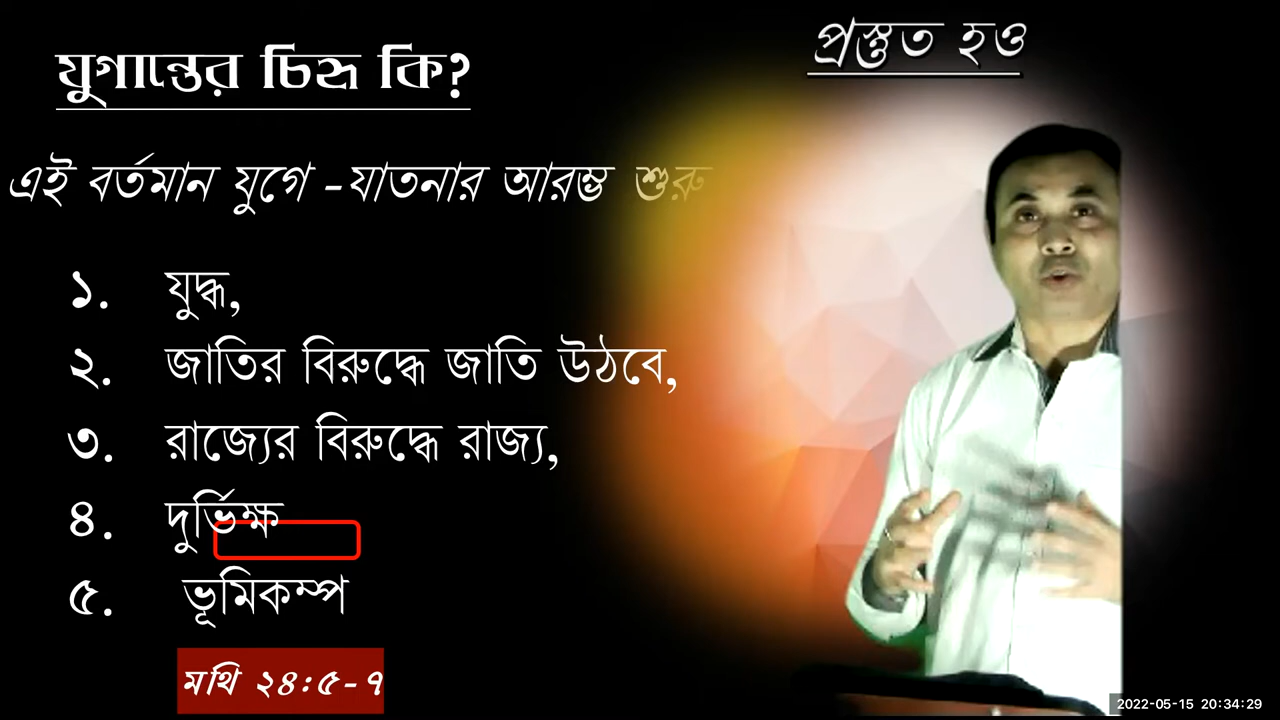 প্রস্তুত হও
যুগান্তের চিহ্ন কি?
এই বর্তমান যুগে -যাতনার আরম্ভ শুরু
১. যুদ্ধ,
২. জাতির বিরুদ্ধে জাতি উঠবে,
৩. রাজ্যের বিরুদ্ধে রাজ্য,
৪. দুর্ভিক্ষ
৫. ভূমিকম্প
মথি ২৪:৫-৭
2022-05-15 20:34:29